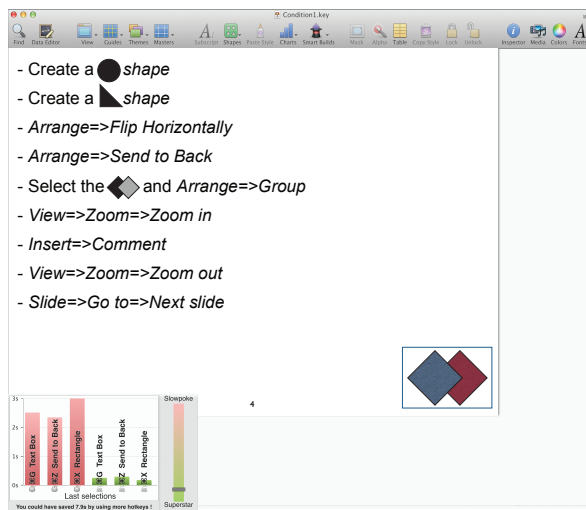 Condition1.key
Find Data Editor View Guides Themes Masters Subscript Shapes Paste Style Charts Smart Builds Mask Alpha Table Copy Style Lock Unlock Inspector Media Colors Fonts
- Create a shape
- Create a shape
- Arrange=>Flip Horizontally
- Arrange=>Send to Back
- Select the and Arrange=>Group
- View=>Zoom=>Zoom in
- Insert=>Comment
- View=>Zoom=>Zoom out
- Slide=>Go to=>Next slide
4
3s
2s
1s
0s
⌘G Text Box
⌘Z Send to Back
⌘X Rectangle
⌘G Text Box
⌘Z Send to Back
⌘X Rectangle
Last selections
You could have saved 7.9s by using more hotkeys !
Slowpoke
Superstar